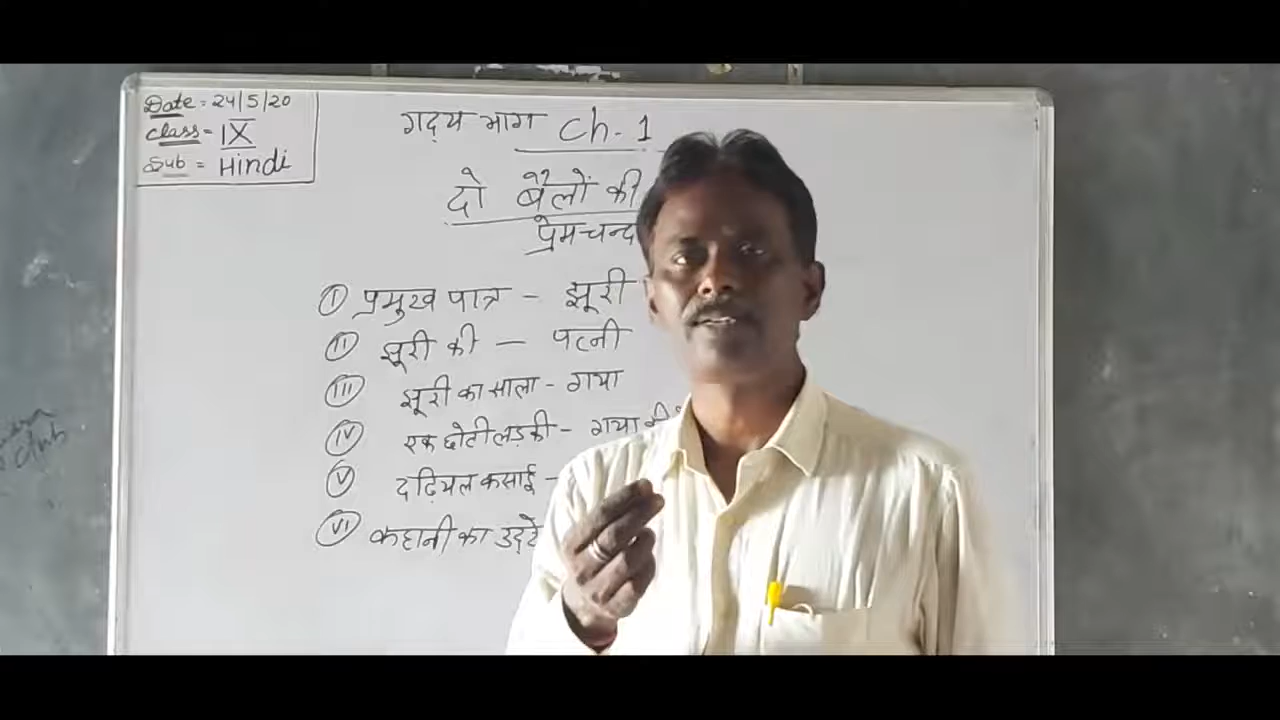 Date = 24/5/20
Class = IX
Sub = Hindi
गद्य भाग Ch. 1
दो बैलों की
प्रेमचन्द
I प्रमुख पात्र - झूरी
II झूरी की - पत्नी
III झूरी का साला - गया
IV एक छोटी लड़की - गया की
V दढ़ियल कसाई -
VI कहानी का